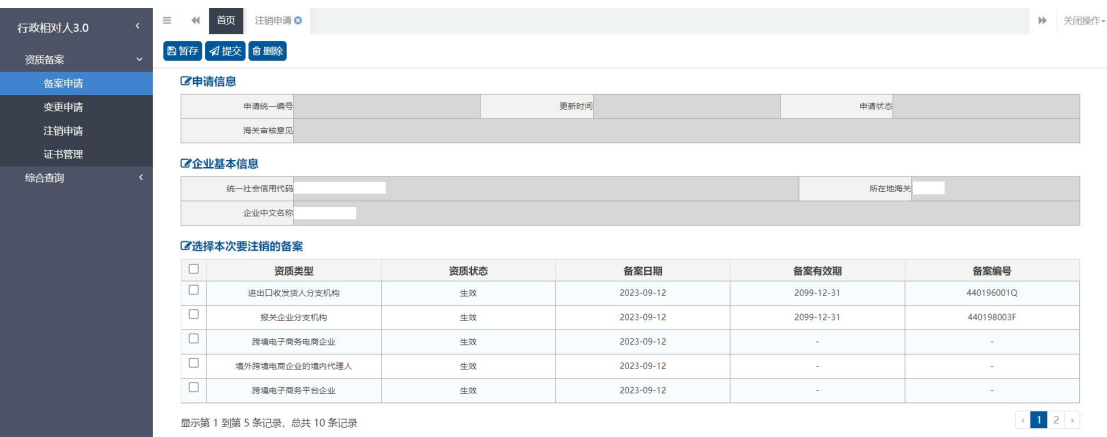 行政相对人3.0
首页 注销申请 关闭操作
资质备案
暂存 提交 删除
备案申请
变更申请
注销申请
证书管理
综合查询
申请信息
申请统一编号 更新时间 申请状态
海关审核意见
企业基本信息
统一社会信用代码 所在地海关
企业中文名称
选择本次要注销的备案
资质类型 资质状态 备案日期 备案有效期 备案编号
进出口收发货人分支机构 生效 2023-09-12 2099-12-31 440196001Q
报关企业分支机构 生效 2023-09-12 2099-12-31 440198003F
跨境电子商务电商企业 生效 2023-09-12 - -
境外跨境电商企业的境内代理人 生效 2023-09-12 - -
跨境电子商务平台企业 生效 2023-09-12 - -
显示第 1 到第 5 条记录，总共 10 条记录
‹ 1 2 ›